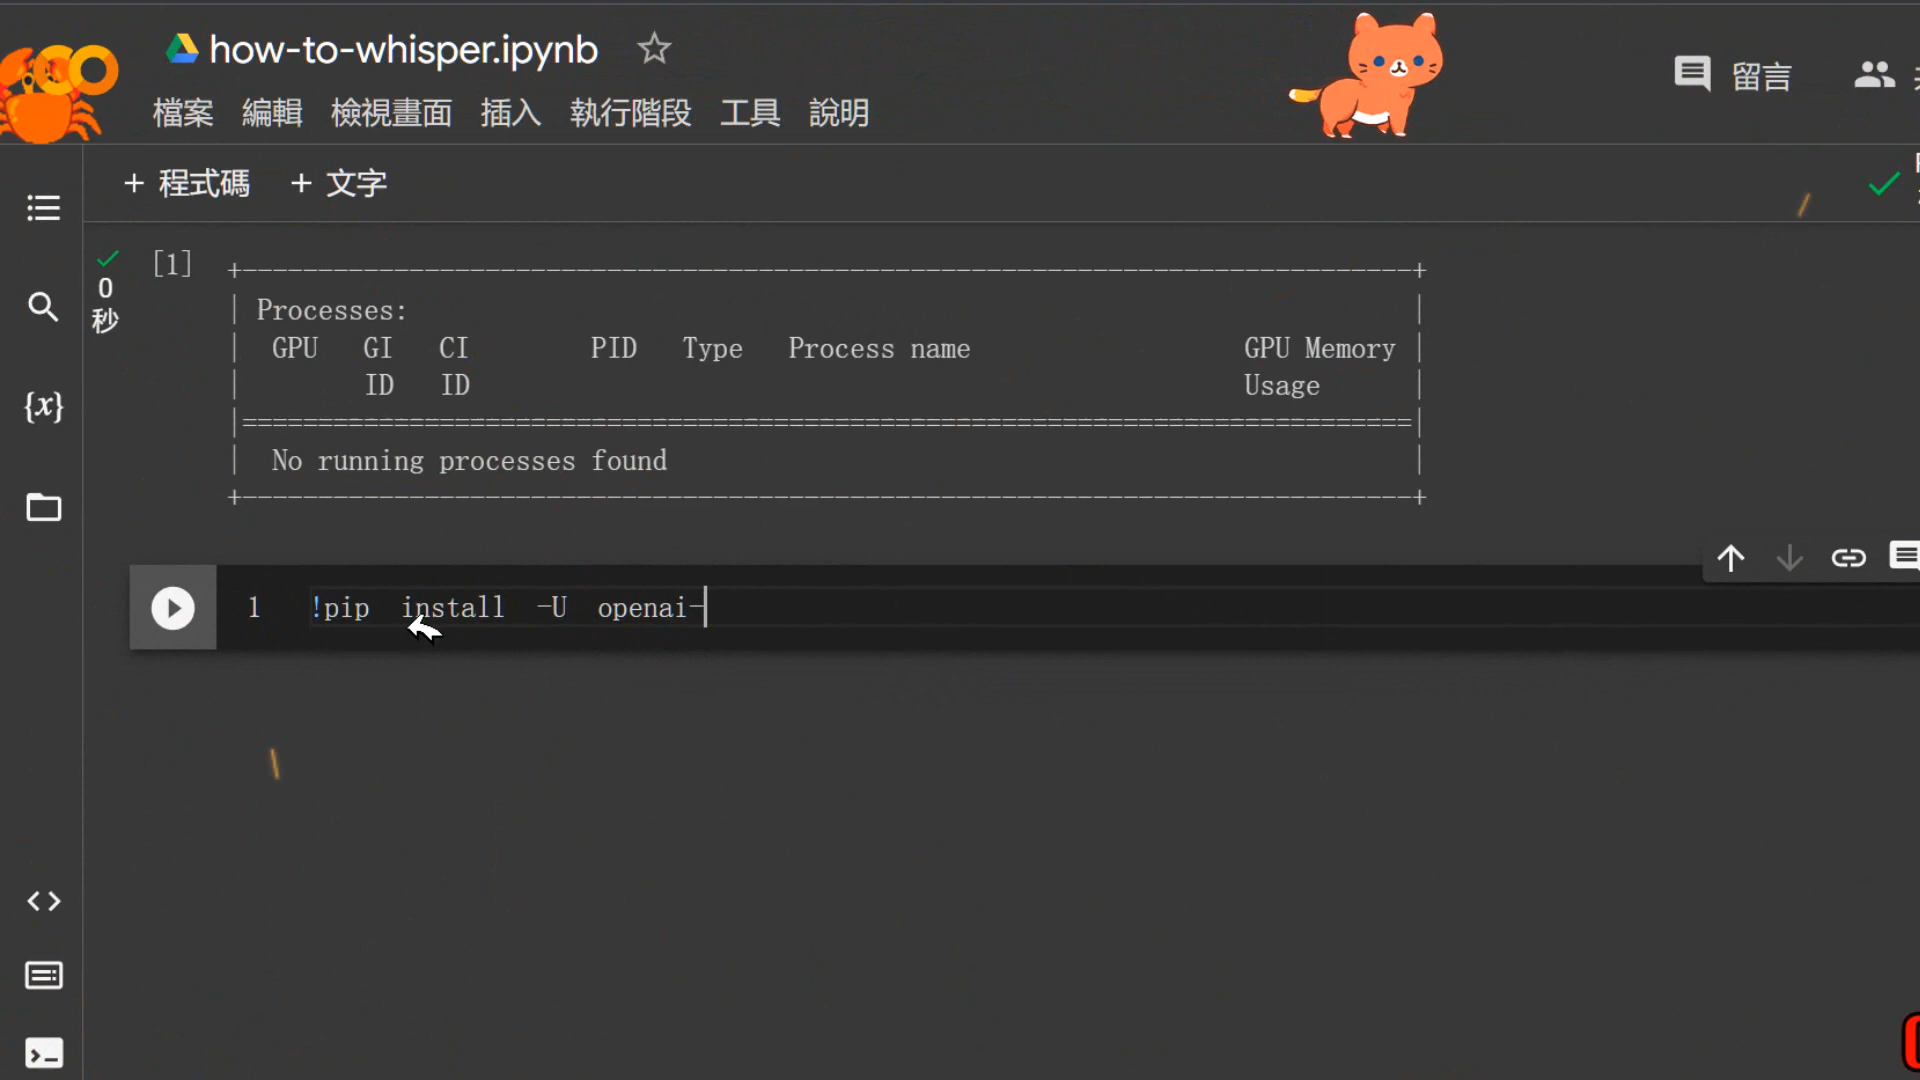 how-to-whisper.ipynb
留言
檔案 編輯 檢視畫面 插入 執行階段 工具 說明
+ 程式碼 + 文字
[1]
0
秒
Processes:
GPU GI CI PID Type Process name GPU Memory
ID ID Usage
No running processes found
1 !pip install -U openai-
{x}